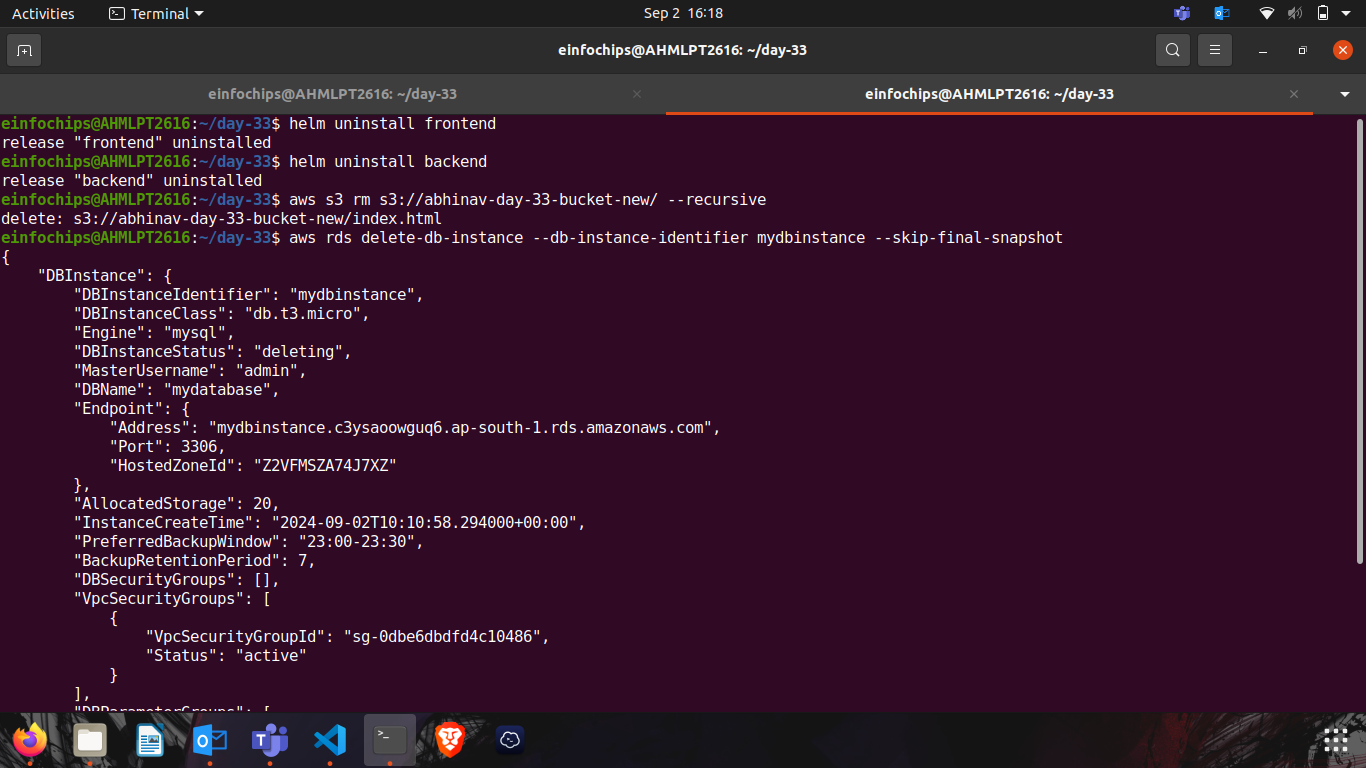 Activities
Terminal
Sep 2 16:18
einfochips@AHMLPT2616: ~/day-33
einfochips@AHMLPT2616: ~/day-33
einfochips@AHMLPT2616: ~/day-33
einfochips@AHMLPT2616:~/day-33$ helm uninstall frontend
release "frontend" uninstalled
einfochips@AHMLPT2616:~/day-33$ helm uninstall backend
release "backend" uninstalled
einfochips@AHMLPT2616:~/day-33$ aws s3 rm s3://abhinav-day-33-bucket-new/ --recursive
delete: s3://abhinav-day-33-bucket-new/index.html
einfochips@AHMLPT2616:~/day-33$ aws rds delete-db-instance --db-instance-identifier mydbinstance --skip-final-snapshot
{
    "DBInstance": {
        "DBInstanceIdentifier": "mydbinstance",
        "DBInstanceClass": "db.t3.micro",
        "Engine": "mysql",
        "DBInstanceStatus": "deleting",
        "MasterUsername": "admin",
        "DBName": "mydatabase",
        "Endpoint": {
            "Address": "mydbinstance.c3ysaoowguq6.ap-south-1.rds.amazonaws.com",
            "Port": 3306,
            "HostedZoneId": "Z2VFMSZA74J7XZ"
        },
        "AllocatedStorage": 20,
        "InstanceCreateTime": "2024-09-02T10:10:58.294000+00:00",
        "PreferredBackupWindow": "23:00-23:30",
        "BackupRetentionPeriod": 7,
        "DBSecurityGroups": [],
        "VpcSecurityGroups": [
            {
                "VpcSecurityGroupId": "sg-0dbe6dbdfd4c10486",
                "Status": "active"
            }
        ],
        "DBParameterGroups": [